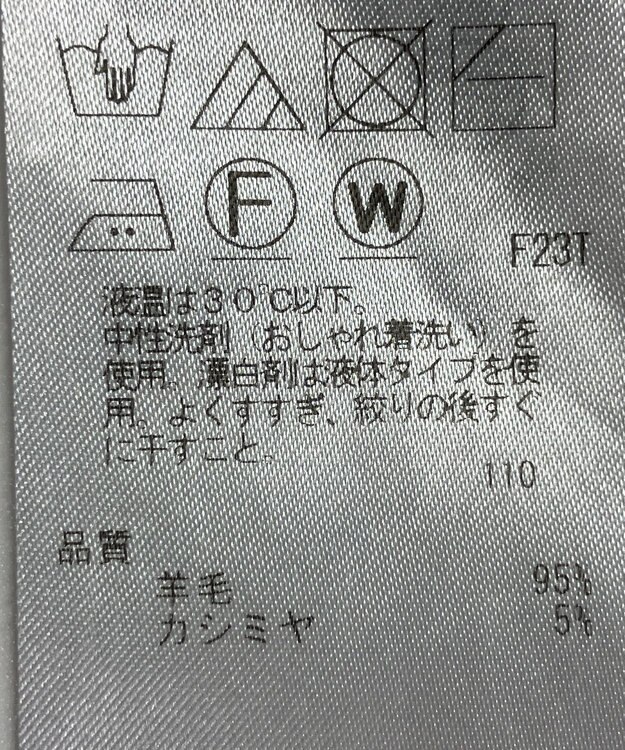 F
W
F23T
液温は30℃以下。
中性洗剤（おしゃれ着洗い）を
使用。漂白剤は液体タイプを使
用。よくすすぎ、絞りの後すぐ
に干すこと。
110
品質
羊毛 95%
カシミヤ 5%